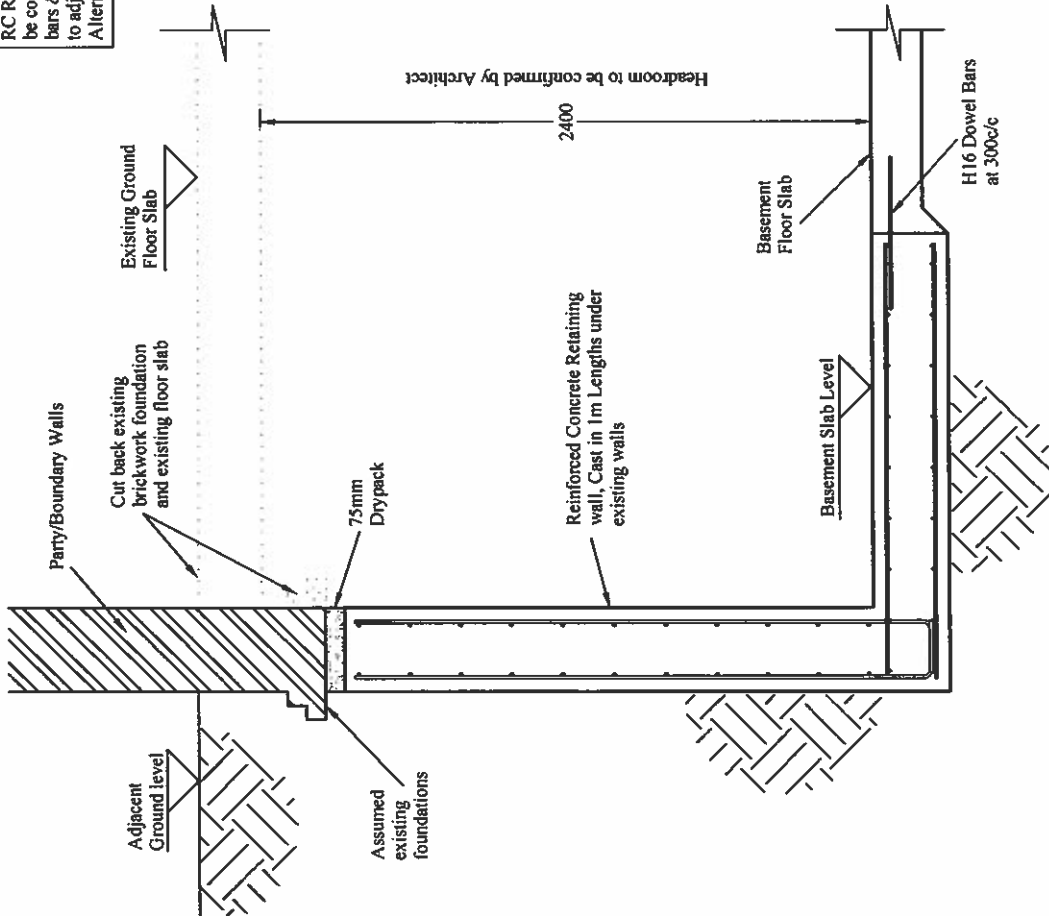 RC R
be co
bars &
to adj
Alter
Party/Boundary Walls
Cut back existing
brickwork foundation
and existing floor slab
Existing Ground
Floor Slab
Adjacent
Ground level
Assumed
existing
foundations
75mm
Drypack
Reinforced Concrete Retaining
wall, Cast in 1m Lengths under
existing walls
2400
Headroom to be confirmed by Architect
Basement
Floor Slab
Basement Slab Level
H16 Dowel Bars
at 300c/c